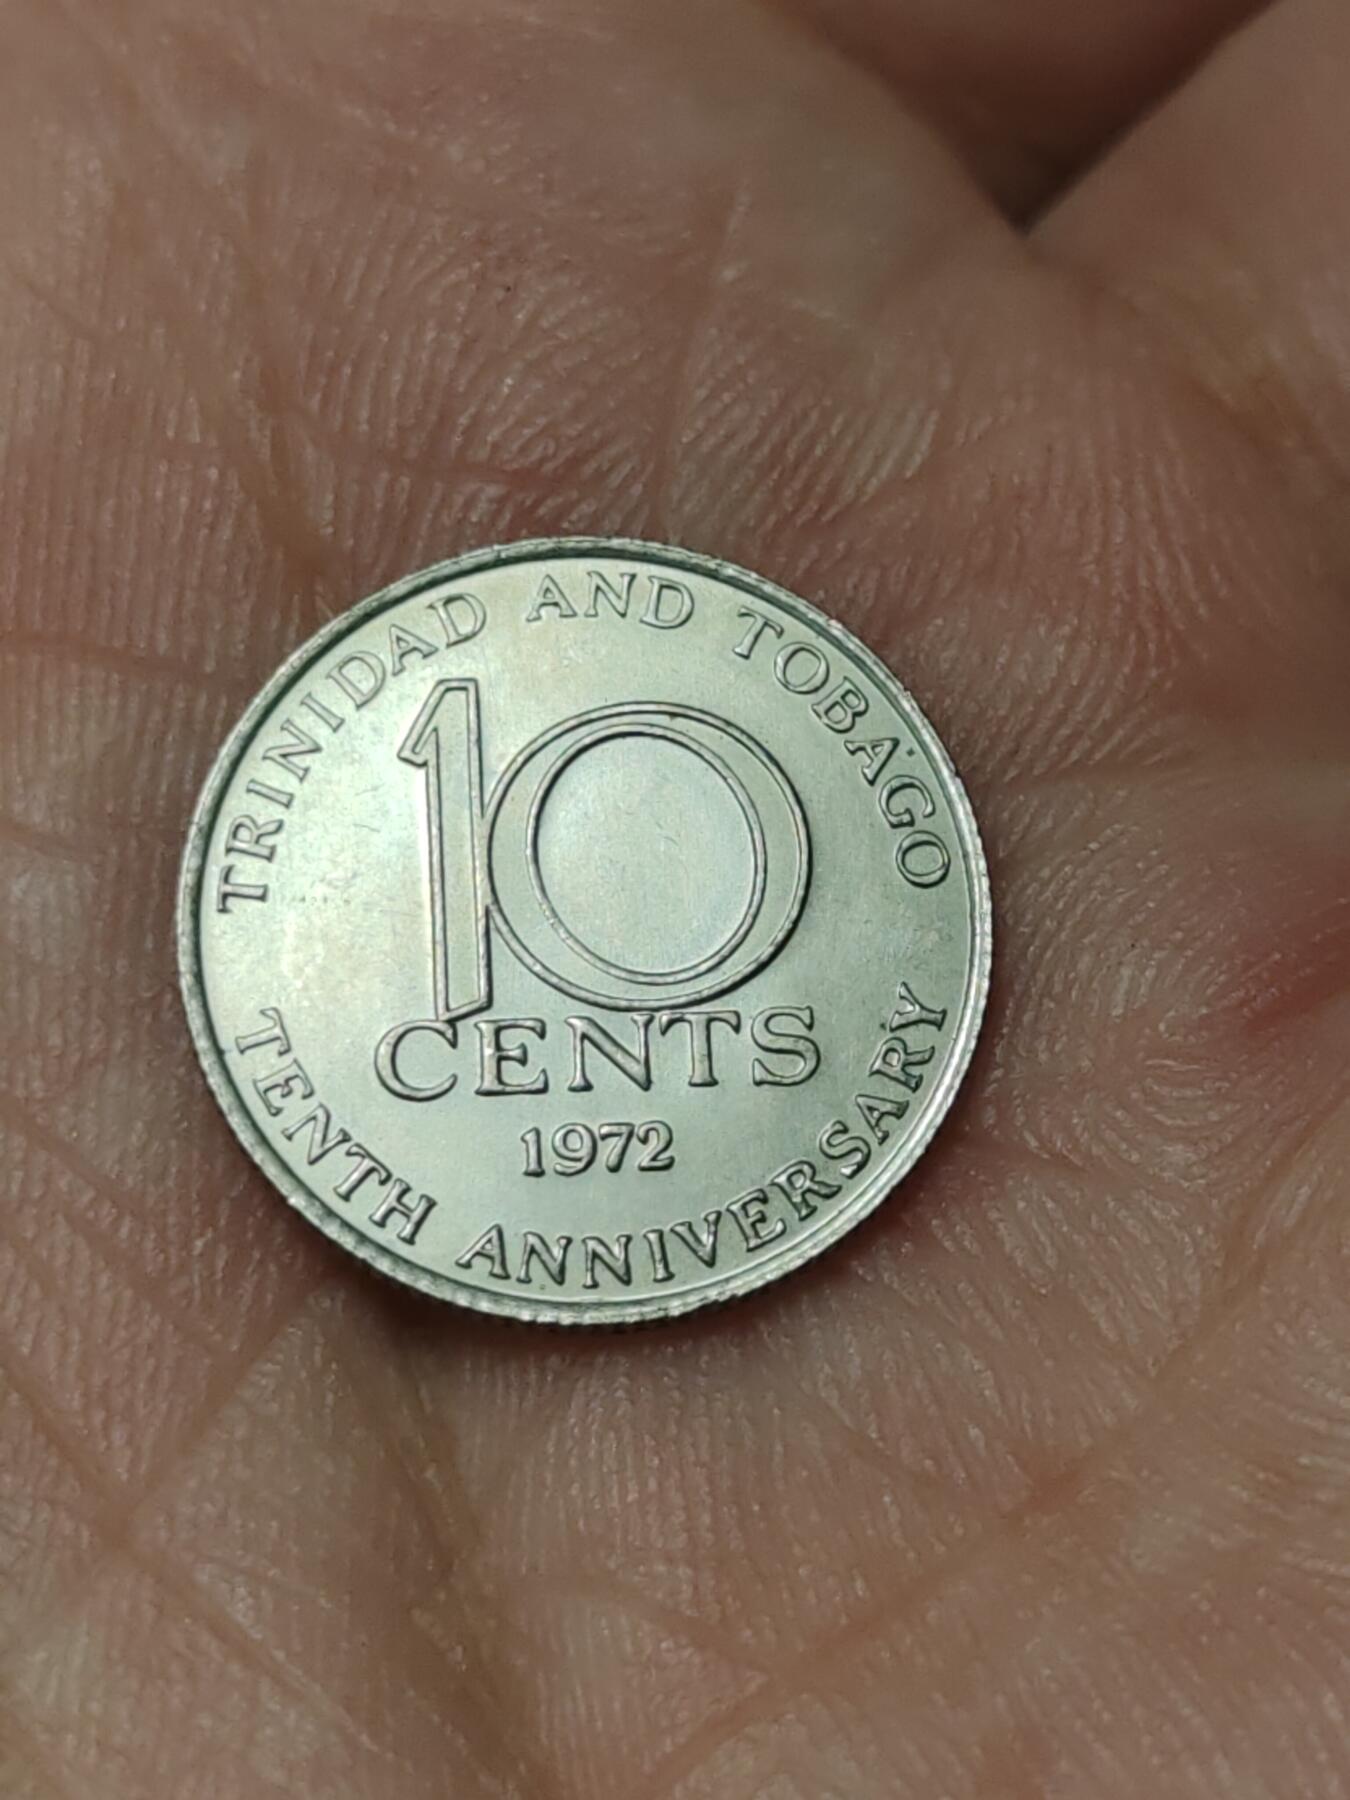 TRINIDAD AND TOBAGO
10
CENTS
1972
TENTH ANNIVERSARY